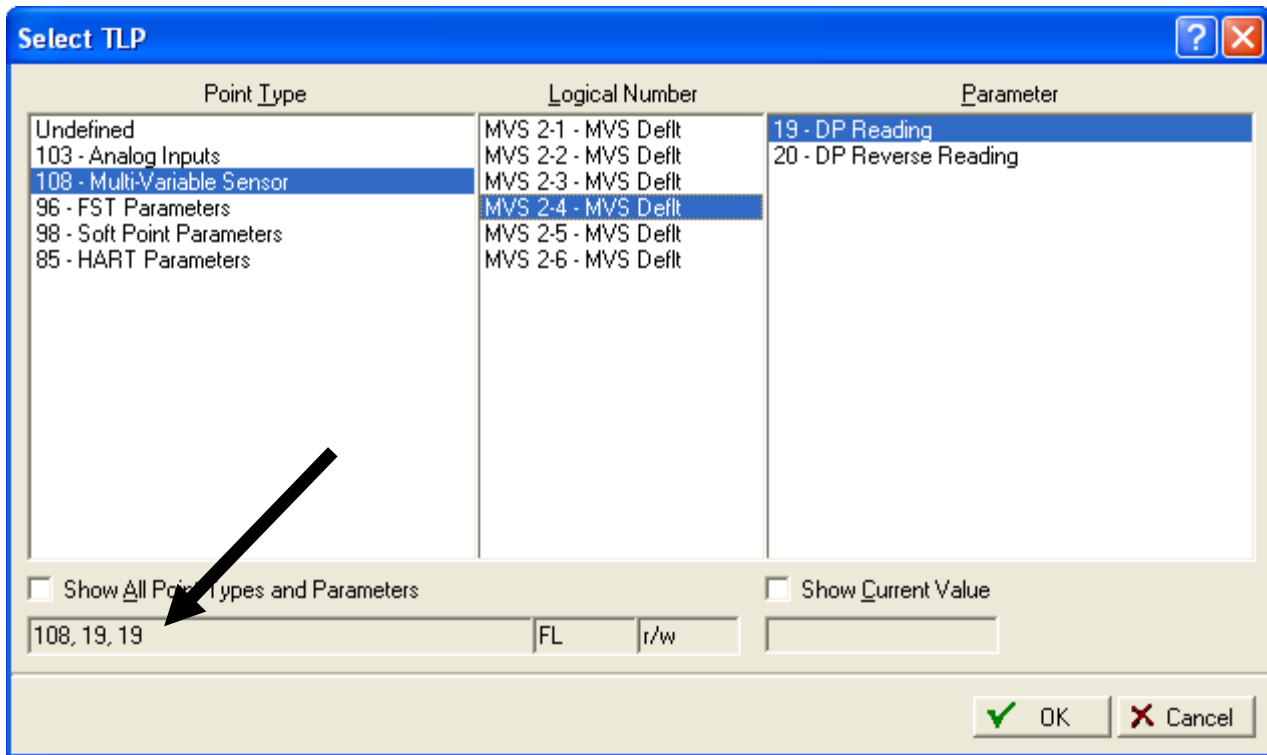 Select TLP
Point Type
Logical Number
Parameter
Undefined
103 - Analog Inputs
108 - Multi-Variable Sensor
96 - FST Parameters
98 - Soft Point Parameters
85 - HART Parameters
MVS 2-1 - MVS Deflt
MVS 2-2 - MVS Deflt
MVS 2-3 - MVS Deflt
MVS 2-4 - MVS Deflt
MVS 2-5 - MVS Deflt
MVS 2-6 - MVS Deflt
19 - DP Reading
20 - DP Reverse Reading
Show All Point Types and Parameters
Show Current Value
108, 19, 19
FL
r/w
OK
Cancel